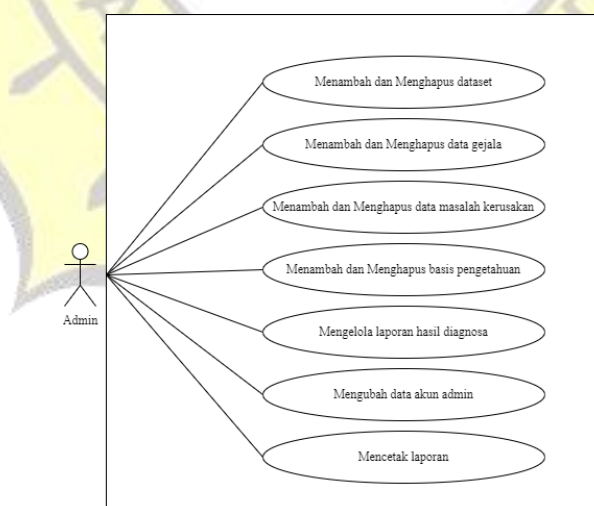 Menambah dan Menghapus dataset
Menambah dan Menghapus data gejala
Menambah dan Menghapus data masalah kerusakan
Menambah dan Menghapus basis pengetahuan
Admin
Mengelola laporan hasil diagnosa
Mengubah data akun admin
Mencetak laporan